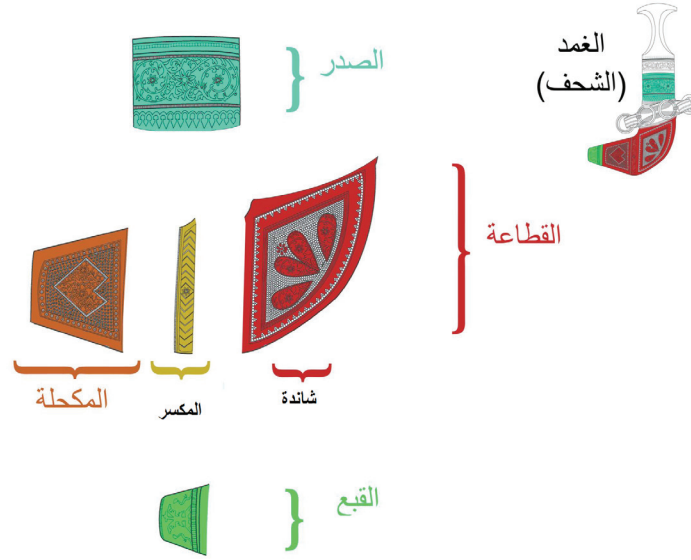 الغمد
(الشحف)
الصدر
القطاعة
شاندة
المكسر
المكحلة
القبع